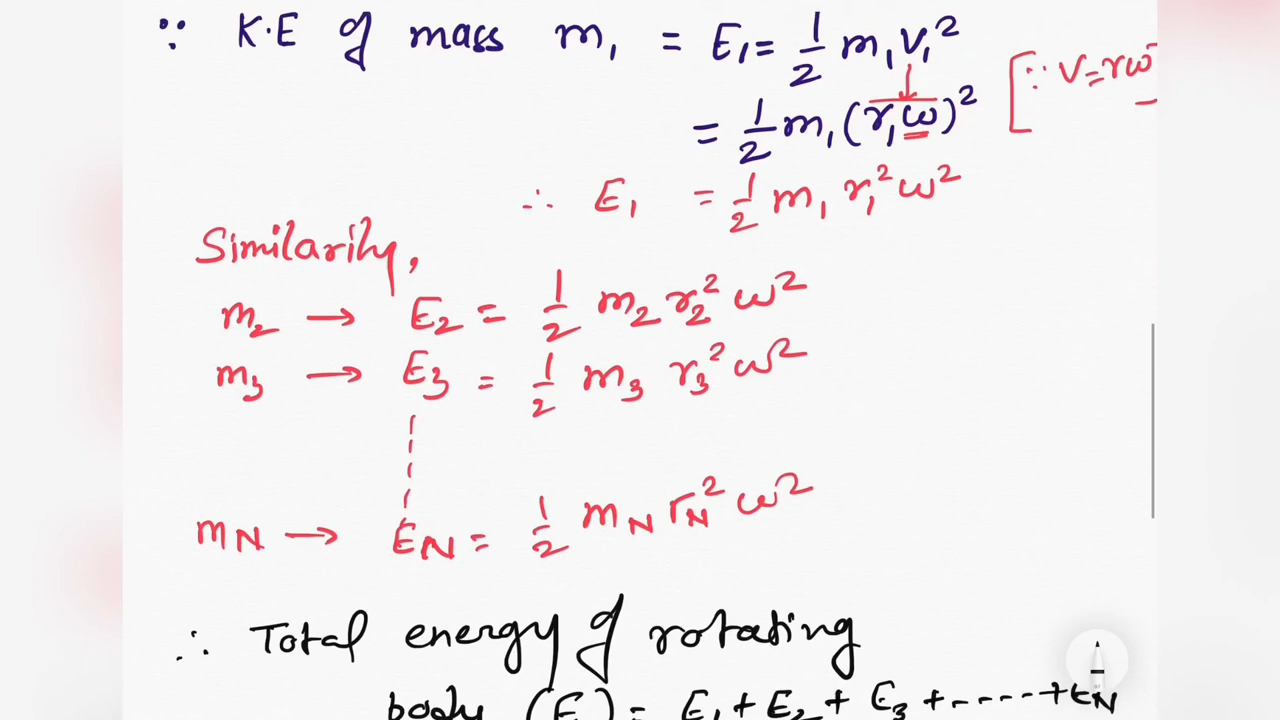 ∵ K.E of mass m₁ = E₁ = 1/2 m₁v₁²
= 1/2 m₁(r₁ω)² [∵ v=rω
∴ E₁ = 1/2 m₁ r₁² ω²
Similarily,
m₂ → E₂ = 1/2 m₂ r₂² ω²
m₃ → E₃ = 1/2 m₃ r₃² ω²
mN → EN = 1/2 mN rN² ω²
∴ Total energy of rotating
body (E) = E₁ + E₂ + E₃ + ----- + EN